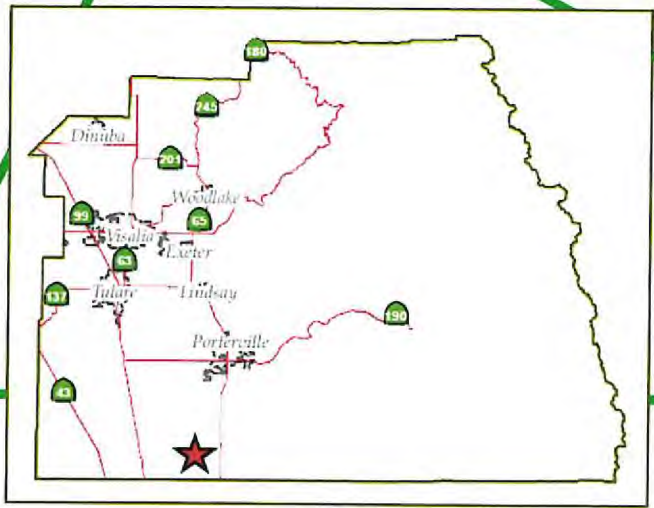 180
245
Dinuba
201
Woodlake
99
65
Visalia
Exeter
63
137
Tulare
Lindsay
190
Porterville
43